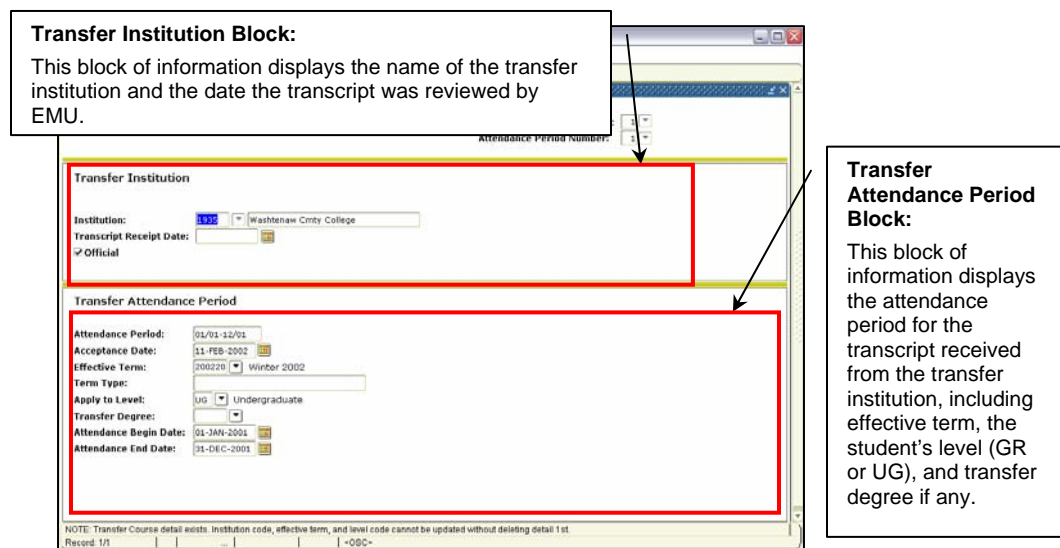 Transfer Institution Block:
This block of information displays the name of the transfer
institution and the date the transcript was reviewed by
EMU.
: 1
Attendance Period Number: 1
Transfer Institution
Institution: 1935 Washtenaw Cmty College
Transcript Receipt Date:
Official
Transfer Attendance Period
Attendance Period: 01/01-12/01
Acceptance Date: 11-FEB-2002
Effective Term: 200220 Winter 2002
Term Type:
Apply to Level: UG Undergraduate
Transfer Degree:
Attendance Begin Date: 01-JAN-2001
Attendance End Date: 31-DEC-2001
NOTE: Transfer Course detail exists. Institution code, effective term, and level code cannot be updated without deleting detail 1st.
Record: 1/1 ... <OSC>
Transfer
Attendance Period
Block:
This block of
information displays
the attendance
period for the
transcript received
from the transfer
institution, including
effective term, the
student's level (GR
or UG), and transfer
degree if any.